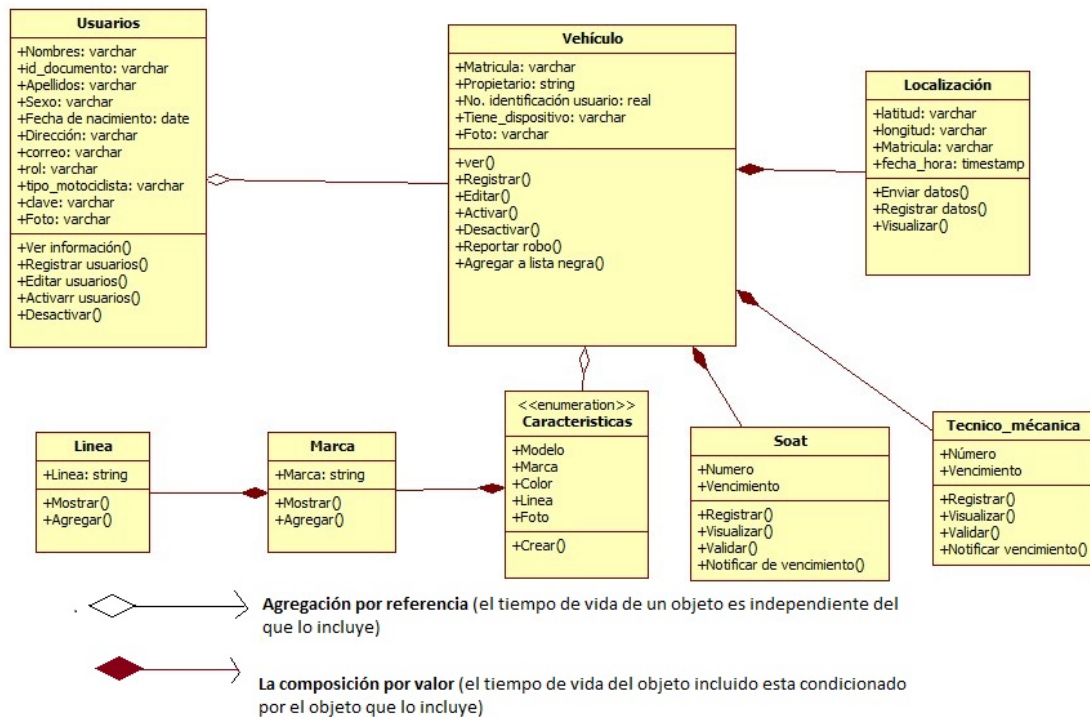 Usuarios
+Nombres: varchar
+id_documento: varchar
+Apellidos: varchar
+Sexo: varchar
+Fecha de nacimiento: date
+Dirección: varchar
+correo: varchar
+rol: varchar
+tipo_motociclista: varchar
+clave: varchar
+Foto: varchar
+Ver información()
+Registrar usuarios()
+Editar usuarios()
+Activarr usuarios()
+Desactivar()
Vehículo
+Matricula: varchar
+Propietario: string
+No. identificación usuario: real
+Tiene_dispositivo: varchar
+Foto: varchar
+ver()
+Registrar()
+Editar()
+Activar()
+Desactivar()
+Reportar robo()
+Agregar a lista negra()
Localización
+latitud: varchar
+longitud: varchar
+Matricula: varchar
+fecha_hora: timestamp
+Enviar datos()
+Registrar datos()
+Visualizar()
Linea
+Linea: string
+Mostrar()
+Agregar()
Marca
+Marca: string
+Mostrar()
+Agregar()
<<enumeration>>
Caracteristicas
+Modelo
+Marca
+Color
+Linea
+Foto
+Crear()
Soat
+Numero
+Vencimiento
+Registrar()
+Visualizar()
+Validar()
+Notificar de vencimiento()
Tecnico_mécanica
+Número
+Vencimiento
+Registrar()
+Visualizar()
+Validar()
+Notificar vencimiento()
Agregación por referencia (el tiempo de vida de un objeto es independiente del
que lo incluye)
La composición por valor (el tiempo de vida del objeto incluido esta condicionado
por el objeto que lo incluye)